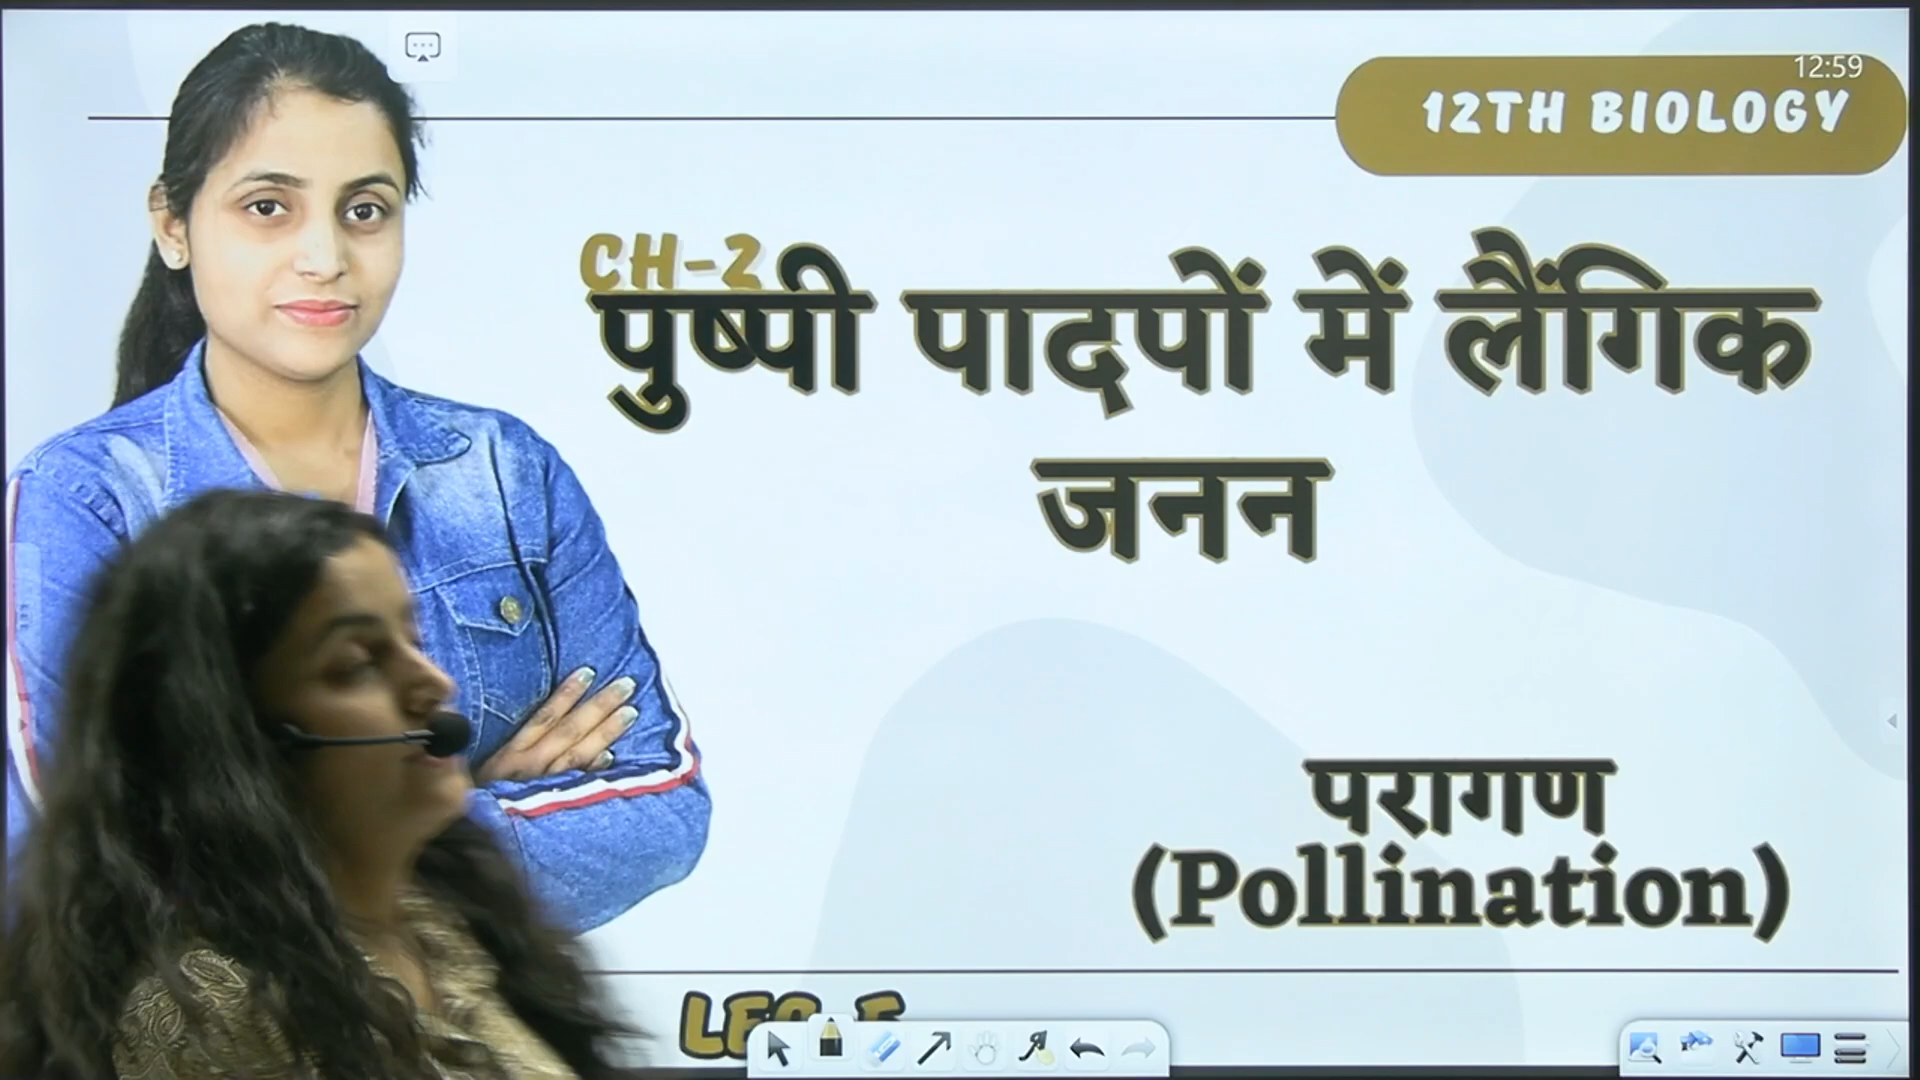 12:59
12TH BIOLOGY
CH-2
पुष्पी पादपों में लैंगिक
जनन
परागण
(Pollination)